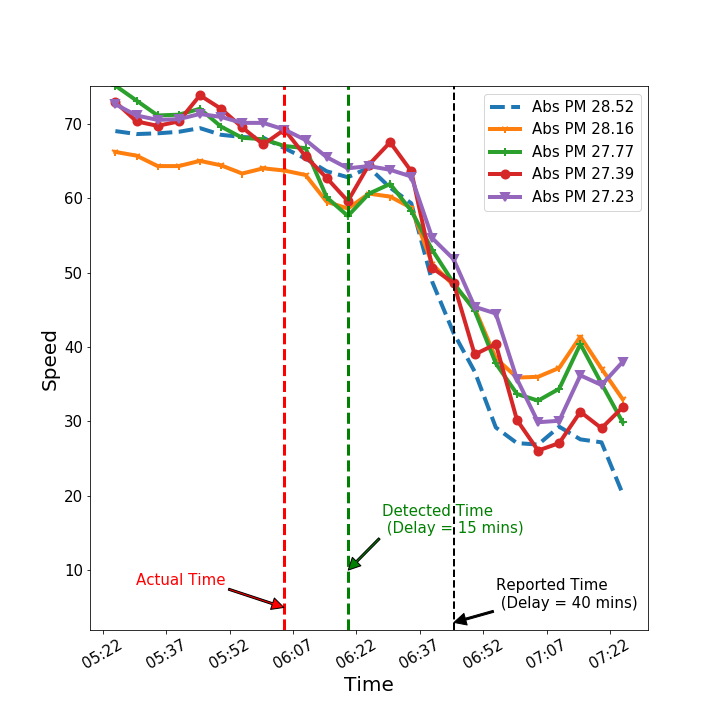 Abs PM 28.52
Abs PM 28.16
Abs PM 27.77
Abs PM 27.39
Abs PM 27.23
70
60
50
40
30
20
10
Speed
Detected Time
(Delay = 15 mins)
Actual Time
Reported Time
(Delay = 40 mins)
05:22
05:37
05:52
06:07
06:22
06:37
06:52
07:07
07:22
Time